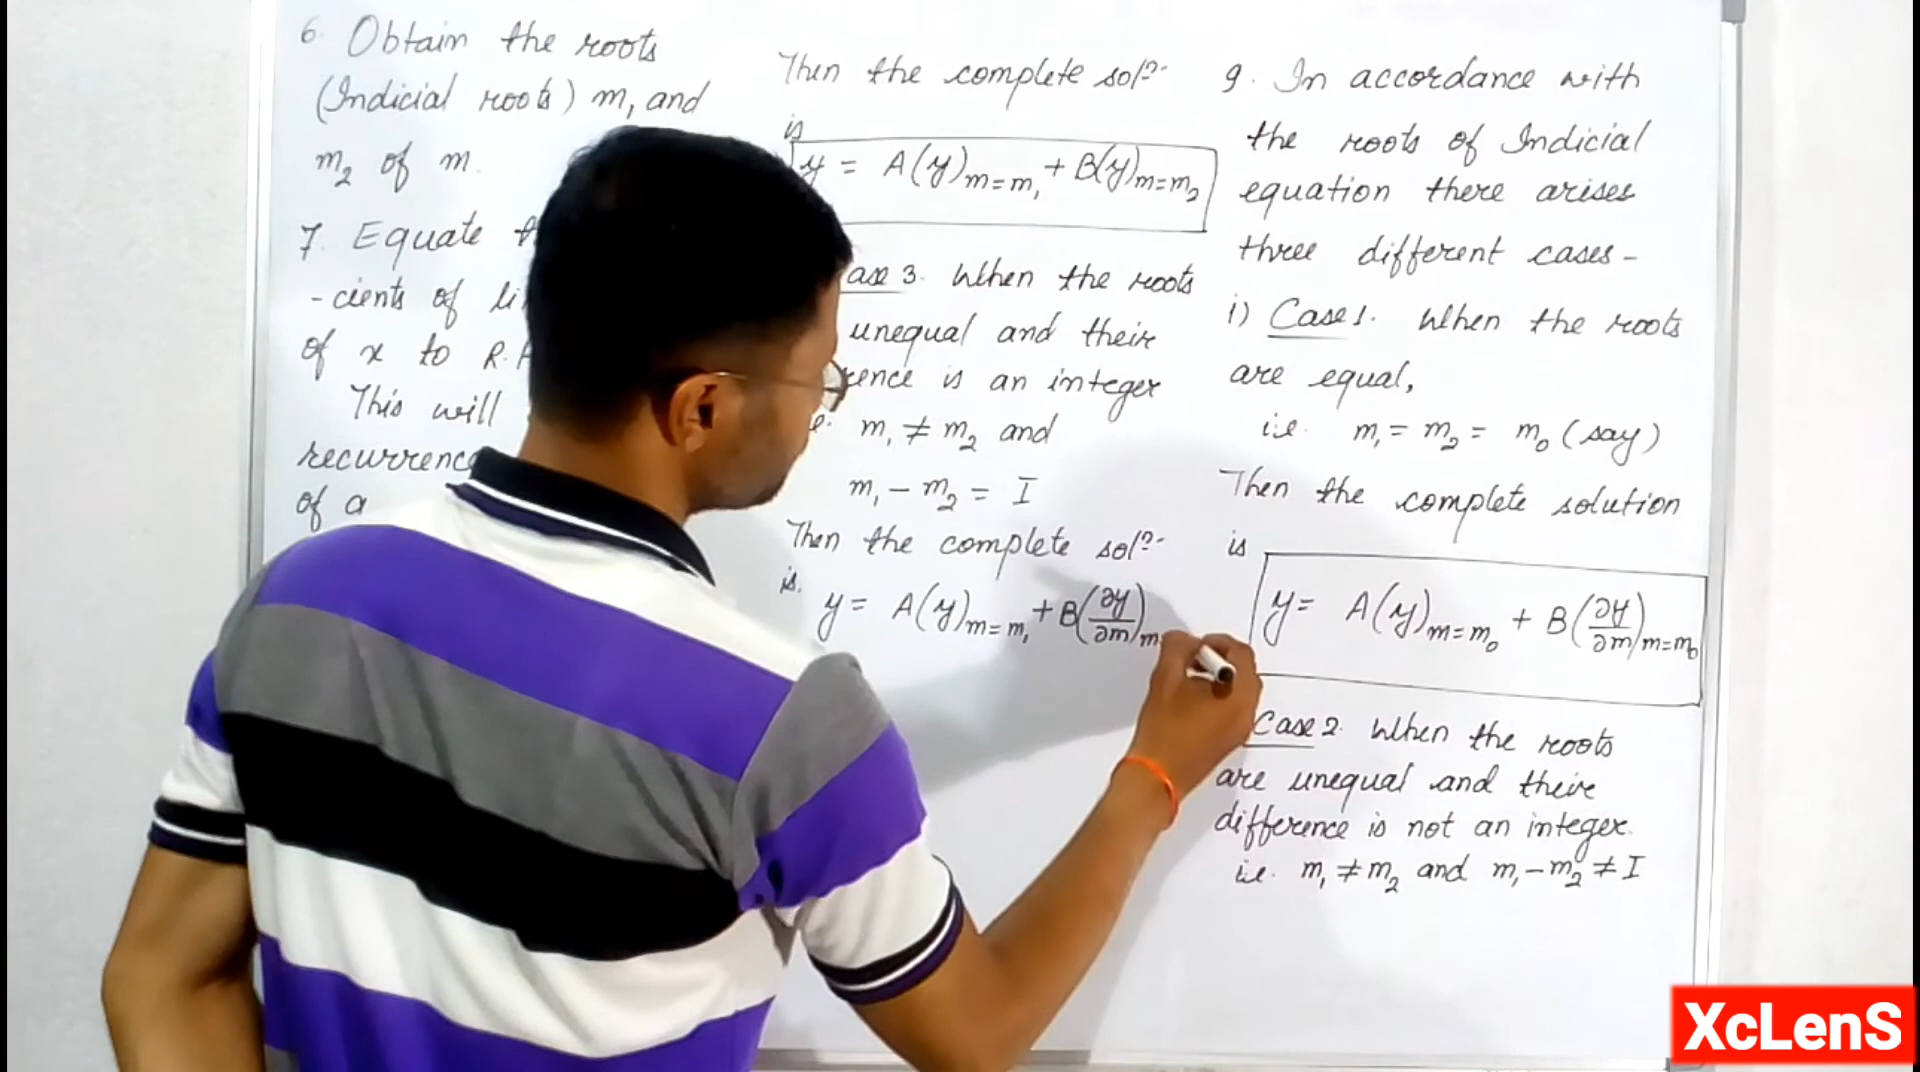 6. Obtain the roots
(Indicial roots) m₁ and
m₂ of m.
7. Equate
-cients of
of x to R.
This will
recurrence
of a
Then the complete solⁿ.
is
y = A(y)m=m₁ + B(y)m=m₂
ase 3. When the roots
unequal and their
rence is an integer
e. m₁ ≠ m₂ and
m₁ - m₂ = I
Then the complete solⁿ.
is.
y = A(y)m=m₁ + B(∂y/∂m)m
9. In accordance with
the roots of Indicial
equation there arises
three different cases -
i) Case 1. When the roots
are equal,
i.e. m₁ = m₂ = m₀ (say)
Then the complete solution
is
y = A(y)m=m₀ + B(∂y/∂m)m=m₀
Case 2. When the roots
are unequal and their
difference is not an integer.
i.e. m₁ ≠ m₂ and m₁ - m₂ ≠ I
XcLenS